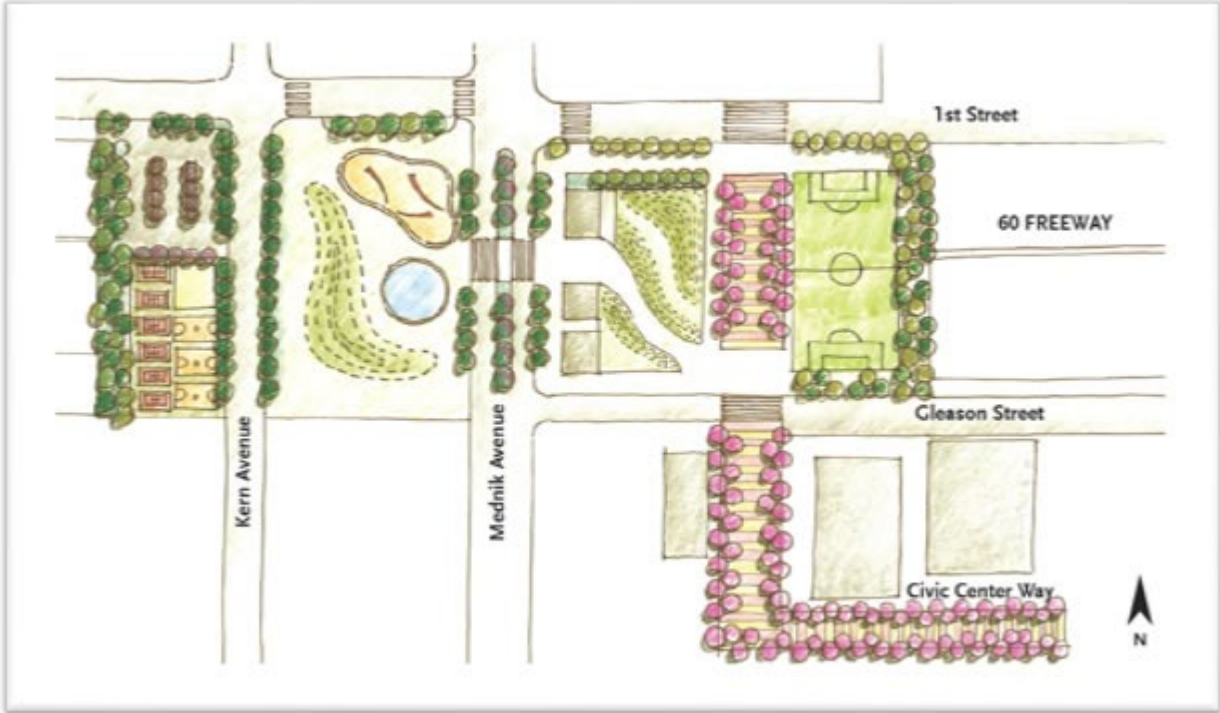 1st Street
60 FREEWAY
Gleason Street
Kern Avenue
Mednik Avenue
Civic Center Way
N